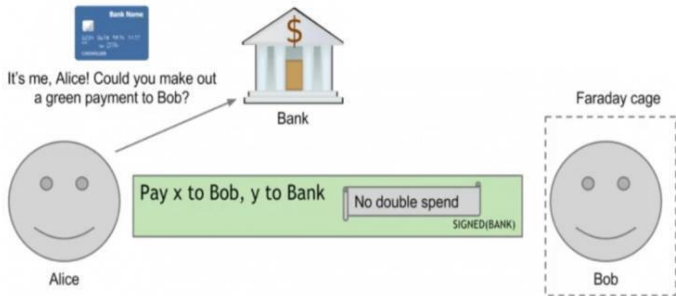 Bank Name
It's me, Alice! Could you make out
a green payment to Bob?
$
Bank
Faraday cage
Pay x to Bob, y to Bank
No double spend
SIGNED(BANK)
Alice
Bob